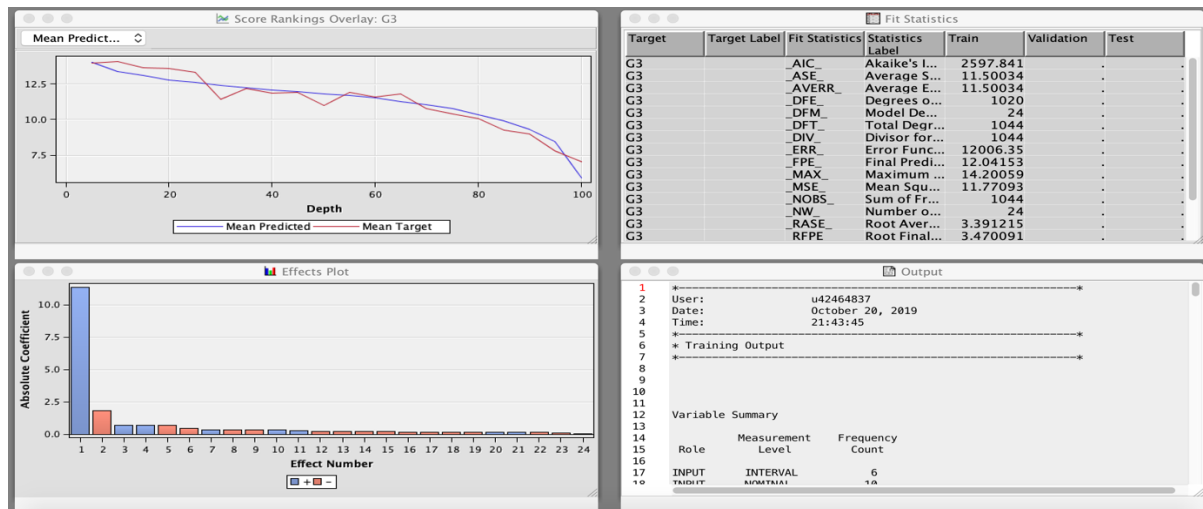 Score Rankings Overlay: G3
Mean Predict...
12.5
10.0
7.5
0 20 40 60 80 100
Depth
Mean Predicted Mean Target
Fit Statistics
Target Target Label Fit Statistics Statistics Label Train Validation Test
G3 _AIC_ Akaike's I... 2597.841 . .
G3 _ASE_ Average S... 11.50034 . .
G3 _AVERR_ Average E... 11.50034 . .
G3 _DFE_ Degrees o... 1020 . .
G3 _DFM_ Model De... 24 . .
G3 _DFT_ Total Degr... 1044 . .
G3 _DIV_ Divisor for... 1044 . .
G3 _ERR_ Error Func... 12006.35 . .
G3 _FPE_ Final Predi... 12.04153 . .
G3 _MAX_ Maximum ... 14.20059 . .
G3 _MSE_ Mean Squ... 11.77093 . .
G3 _NOBS_ Sum of Fr... 1044 . .
G3 _NW_ Number o... 24 . .
G3 _RASE_ Root Aver... 3.391215 . .
G3 RFPE Root Final... 3.470091 . .
Effects Plot
Absolute Coefficient
10.0
7.5
5.0
2.5
0.0
1 2 3 4 5 6 7 8 9 10 11 12 13 14 15 16 17 18 19 20 21 22 23 24
Effect Number
+ -
Output
1 *------------------------------------------------------------*
2 User: u42464837
3 Date: October 20, 2019
4 Time: 21:43:45
5 *------------------------------------------------------------*
6 * Training Output
7 *------------------------------------------------------------*
8
9
10
11
12 Variable Summary
13
14 Measurement Frequency
15 Role Level Count
16
17 INPUT INTERVAL 6
18 INPUT NOMINAL 10